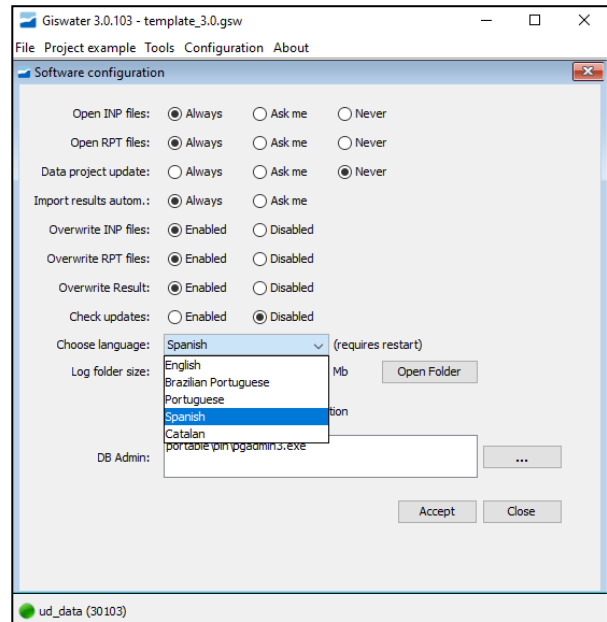 Giswater 3.0.103 - template_3.0.gsw
File Project example Tools Configuration About
Software configuration
Open INP files: Always Ask me Never
Open RPT files: Always Ask me Never
Data project update: Always Ask me Never
Import results autom.: Always Ask me
Overwrite INP files: Enabled Disabled
Overwrite RPT files: Enabled Disabled
Overwrite Result: Enabled Disabled
Check updates: Enabled Disabled
Choose language: Spanish (requires restart)
English
Log folder size: Mb Open Folder
Brazilian Portuguese
Portuguese
Spanish
Catalan
portable\bin\pgadmin3.exe
DB Admin: ...
Accept Close
ud_data (30103)